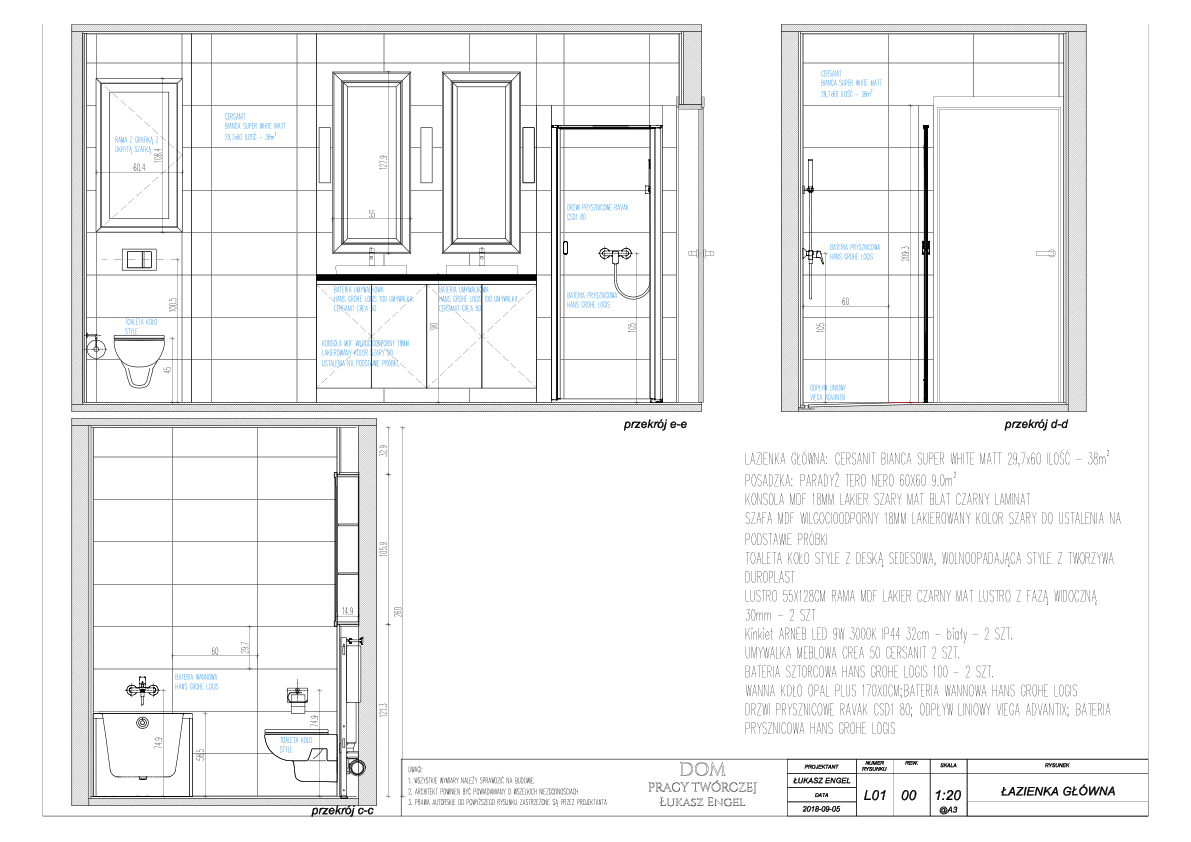 RAMA Z GRAFIKĄ Z
UKRYTĄ SZAFKĄ
108.4
60.4
CERSANIT
BIANCA SUPER WHITE MATT
29,7x60 ILOŚĆ - 38m²
127.9
55
DRZWI PRYSZNICOWE RAVAK
CSD1 80
BATERIA PRYSZNICOWA
HANS GROHE LOGIS
105
100.5
TOALETA KOŁO
STYLE
45
BATERIA UMYWALKOWA
HANS GROHE LOGIS 100 UMYWALKA
CERSANIT CREA 50
BATERIA UMYWALKOWA
HANS GROHE LOGIS 100 UMYWALKA
CERSANIT CREA 50
90
KONSOLA MDF WILGOCIOODPORNY 18MM
LAKIEROWANY KOLOR SZARY DO
USTALENIA NA PODSTAWIE PRÓBKI
przekrój e-e
CERSANIT
BIANCA SUPER WHITE MATT
29,7x60 ILOŚĆ - 38m²
BATERIA PRYSZNICOWA
HANS GROHE LOGIS
209.3
60
105
ODPŁYW LINIOWY
VIEGA ADVANTIX
przekrój d-d
32.9
105.9
260
14.9
60
29.7
BATERIA WANNOWA
HANS GROHE LOGIS
74.9
58.5
74.9
TOALETA KOŁO
STYLE
121.3
przekrój c-c
ŁAZIENKA GŁÓWNA: CERSANIT BIANCA SUPER WHITE MATT 29,7x60 ILOŚĆ - 38m²
POSADZKA: PARADYŻ TERO NERO 60X60 9.0m²
KONSOLA MDF 18MM LAKIER SZARY MAT BLAT CZARNY LAMINAT
SZAFA MDF WILGOCIOODPORNY 18MM LAKIEROWANY KOLOR SZARY DO USTALENIA NA
PODSTAWIE PRÓBKI
TOALETA KOŁO STYLE Z DESKĄ SEDESOWA, WOLNOOPADAJĄCA STYLE Z TWORZYWA
DUROPLAST
LUSTRO 55X128CM RAMA MDF LAKIER CZARNY MAT LUSTRO Z FAZĄ WIDOCZNĄ
30mm - 2 SZT
Kinkiet ARNEB LED 9W 3000K IP44 32cm - biały - 2 SZT.
UMYWALKA MEBLOWA CREA 50 CERSANIT 2 SZT.
BATERIA SZTORCOWA HANS GROHE LOGIS 100 - 2 SZT.
WANNA KOŁO OPAL PLUS 170X0CM;BATERIA WANNOWA HANS GROHE LOGIS
DRZWI PRYSZNICOWE RAVAK CSD1 80; ODPŁYW LINIOWY VIEGA ADVANTIX; BATERIA
PRYSZNICOWA HANS GROHE LOGIS
UWAGI:
1. WSZYSTKIE WYMIARY NALEŻY SPRAWDZIĆ NA BUDOWIE.
2. ARCHITEKT POWINIEN BYĆ POWIADAMIANY O WSZELKICH NIEZGODNOŚCIACH
3. PRAWA AUTORSKIE DO POWYŻSZEGO RYSUNKU ZASTRZEŻONE SĄ PRZEZ PROJEKTANTA
DOM
PRACY TWÓRCZEJ
ŁUKASZ ENGEL
PROJEKTANT
ŁUKASZ ENGEL
DATA
2018-09-05
NUMER
RYSUNKU
L01
REW.
00
SKALA
1:20
@A3
RYSUNEK
ŁAZIENKA GŁÓWNA